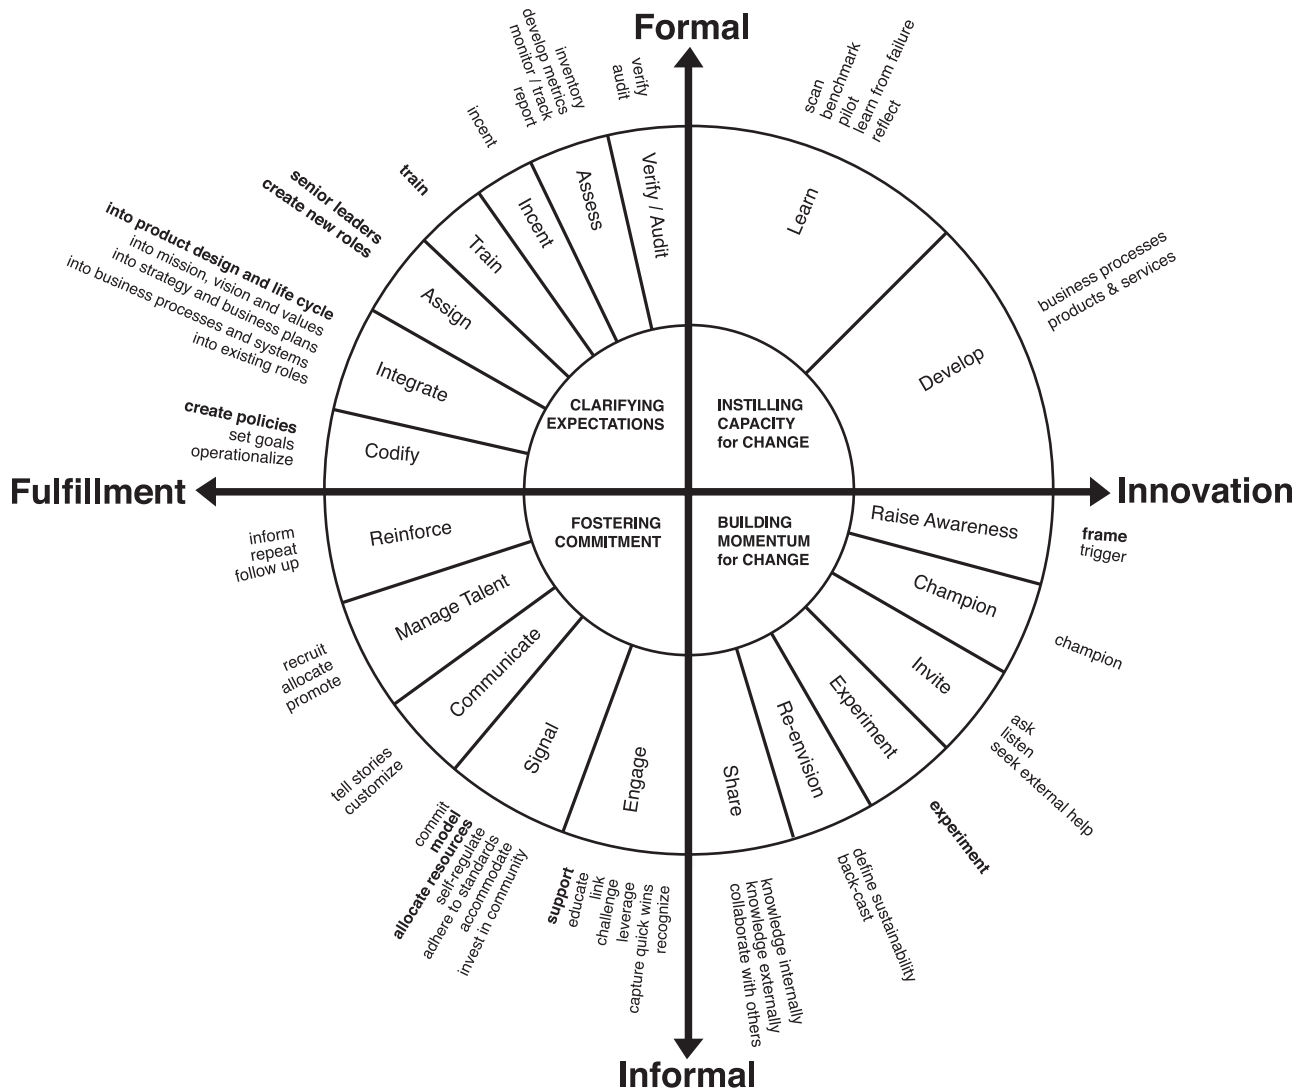 Formal
verify
audit
inventory
develop metrics
monitor / track
report
incent
train
senior leaders
create new roles
into product design and life cycle
into mission, vision and values
into strategy and business plans
into business processes and systems
into existing roles
create policies
set goals
operationalize
scan
benchmark
pilot
learn from failure
reflect
business processes
products & services
Verify / Audit
Assess
Incent
Train
Assign
Integrate
Codify
Learn
Develop
CLARIFYING
EXPECTATIONS
INSTILLING
CAPACITY
for CHANGE
Fulfillment
Innovation
FOSTERING
COMMITMENT
BUILDING
MOMENTUM
for CHANGE
Reinforce
Manage Talent
Communicate
Signal
Engage
Raise Awareness
Champion
Invite
Experiment
Re-envision
Share
inform
repeat
follow up
recruit
allocate
promote
tell stories
customize
commit
model
allocate resources
self-regulate
adhere to standards
accommodate
invest in community
support
educate
link
challenge
leverage
capture quick wins
recognize
frame
trigger
champion
ask
listen
seek external help
experiment
define sustainability
back-cast
knowledge internally
knowledge externally
collaborate with others
Informal